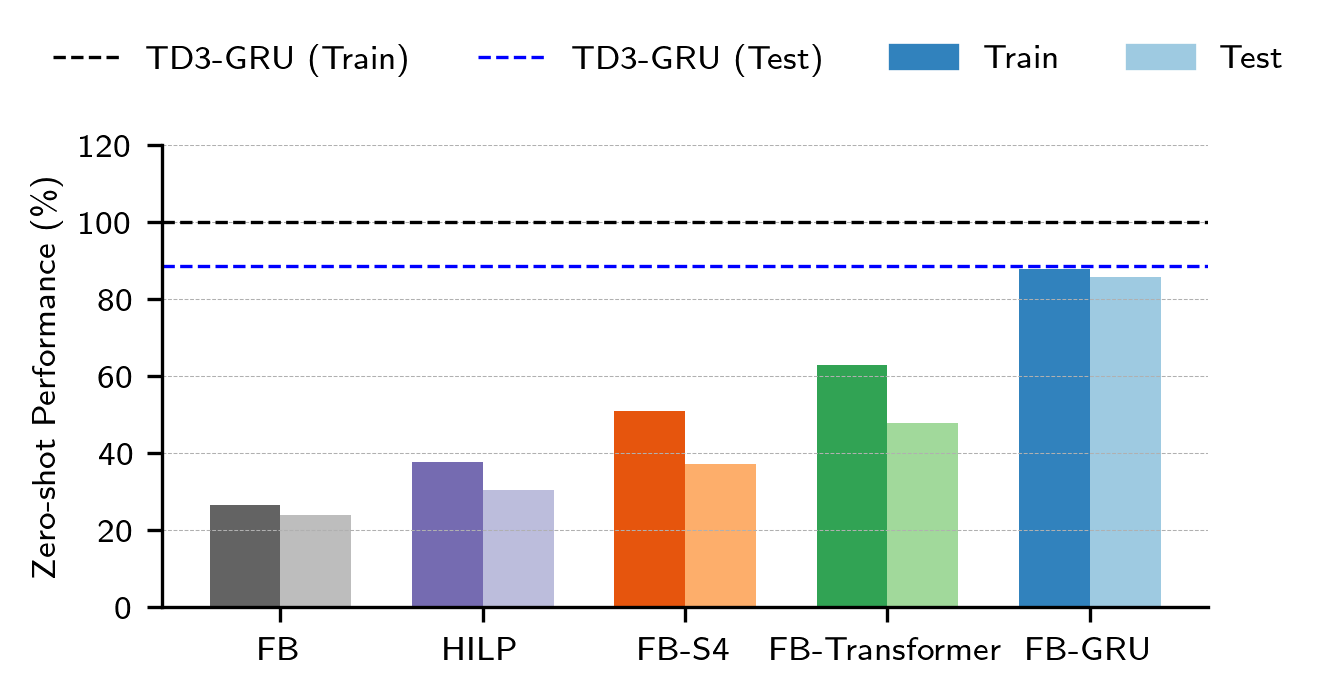 TD3-GRU (Train) TD3-GRU (Test) Train Test
120
100
80
60
40
20
0
Zero-shot Performance (%)
FB HILP FB-S4 FB-Transformer FB-GRU